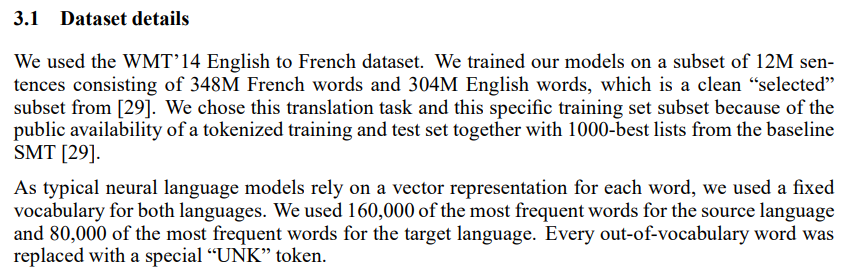 3.1 Dataset details
We used the WMT’14 English to French dataset. We trained our models on a subset of 12M sen-
tences consisting of 348M French words and 304M English words, which is a clean “selected”
subset from [29]. We chose this translation task and this specific training set subset because of the
public availability of a tokenized training and test set together with 1000-best lists from the baseline
SMT [29].
As typical neural language models rely on a vector representation for each word, we used a fixed
vocabulary for both languages. We used 160,000 of the most frequent words for the source language
and 80,000 of the most frequent words for the target language. Every out-of-vocabulary word was
replaced with a special “UNK” token.